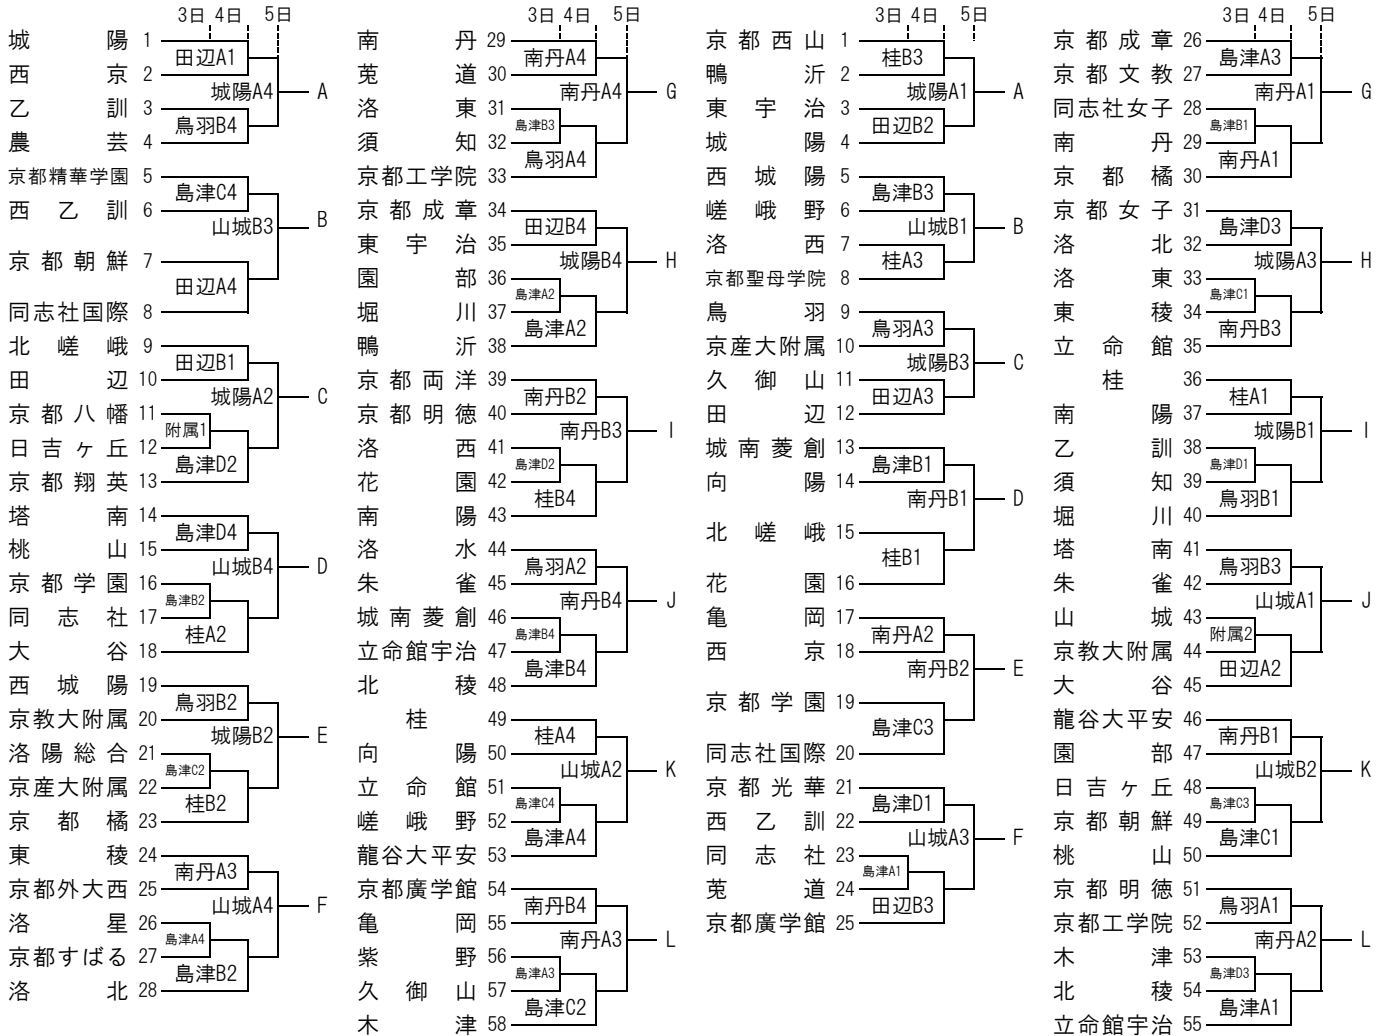 3日 4日 5日
城陽 1
田辺A1
西京 2
城陽A4 A
乙訓 3
鳥羽B4
農芸 4
京都精華学園 5
島津C4
西乙訓 6
山城B3 B
京都朝鮮 7
田辺A4
同志社国際 8
北嵯峨 9
田辺B1
田辺 10
城陽A2 C
京都八幡 11
附属1
日吉ヶ丘 12
島津D2
京都翔英 13
塔南 14
島津D4
桃山 15
山城B4 D
京都学園 16
島津B2
同志社 17
桂A2
大谷 18
西城陽 19
鳥羽B2
京教大附属 20
城陽B2 E
洛陽総合 21
島津C2
京産大附属 22
桂B2
京都橘 23
東稜 24
南丹A3
京都外大西 25
山城A4 F
洛星 26
島津A4
京都すばる 27
島津B2
洛北 28
3日 4日 5日
南丹 29
南丹A4
莵道 30
南丹A4 G
洛東 31
島津B3
須知 32
鳥羽A4
京都工学院 33
京都成章 34
田辺B4
東宇治 35
城陽B4 H
園部 36
島津A2
堀川 37
島津A2
鴨沂 38
京都両洋 39
南丹B2
京都明徳 40
南丹B3 I
洛西 41
島津D2
花園 42
桂B4
南陽 43
洛水 44
鳥羽A2
朱雀 45
南丹B4 J
城南菱創 46
島津B4
立命館宇治 47
島津B4
北稜 48
桂 49
桂A4
向陽 50
山城A2 K
立命館 51
島津C4
嵯峨野 52
島津A4
龍谷大平安 53
京都廣学館 54
南丹B4
亀岡 55
南丹A3 L
紫野 56
島津A3
久御山 57
島津C2
木津 58
3日 4日 5日
京都西山 1
桂B3
鴨沂 2
城陽A1 A
東宇治 3
田辺B2
城陽 4
西城陽 5
島津B3
嵯峨野 6
山城B1 B
洛西 7
桂A3
京都聖母学院 8
鳥羽 9
鳥羽A3
京産大附属 10
城陽B3 C
久御山 11
田辺A3
田辺 12
城南菱創 13
島津B1
向陽 14
南丹B1 D
北嵯峨 15
桂B1
花園 16
亀岡 17
南丹A2
西京 18
南丹B2 E
京都学園 19
島津C3
同志社国際 20
京都光華 21
島津D1
西乙訓 22
山城A3 F
同志社 23
島津A1
莵道 24
田辺B3
京都廣学館 25
3日 4日 5日
京都成章 26
島津A3
京都文教 27
南丹A1 G
同志社女子 28
島津B1
南丹 29
南丹A1
京都橘 30
京都女子 31
島津D3
洛北 32
城陽A3 H
洛東 33
島津C1
東稜 34
南丹B3
立命館 35
桂 36
桂A1
南陽 37
城陽B1 I
乙訓 38
島津D1
須知 39
鳥羽B1
堀川 40
塔南 41
鳥羽B3
朱雀 42
山城A1 J
山城 43
附属2
京教大附属 44
田辺A2
大谷 45
龍谷大平安 46
南丹B1
園部 47
山城B2 K
日吉ヶ丘 48
島津C3
京都朝鮮 49
島津C1
桃山 50
京都明徳 51
鳥羽A1
京都工学院 52
南丹A2 L
木津 53
島津D3
北稜 54
島津A1
立命館宇治 55